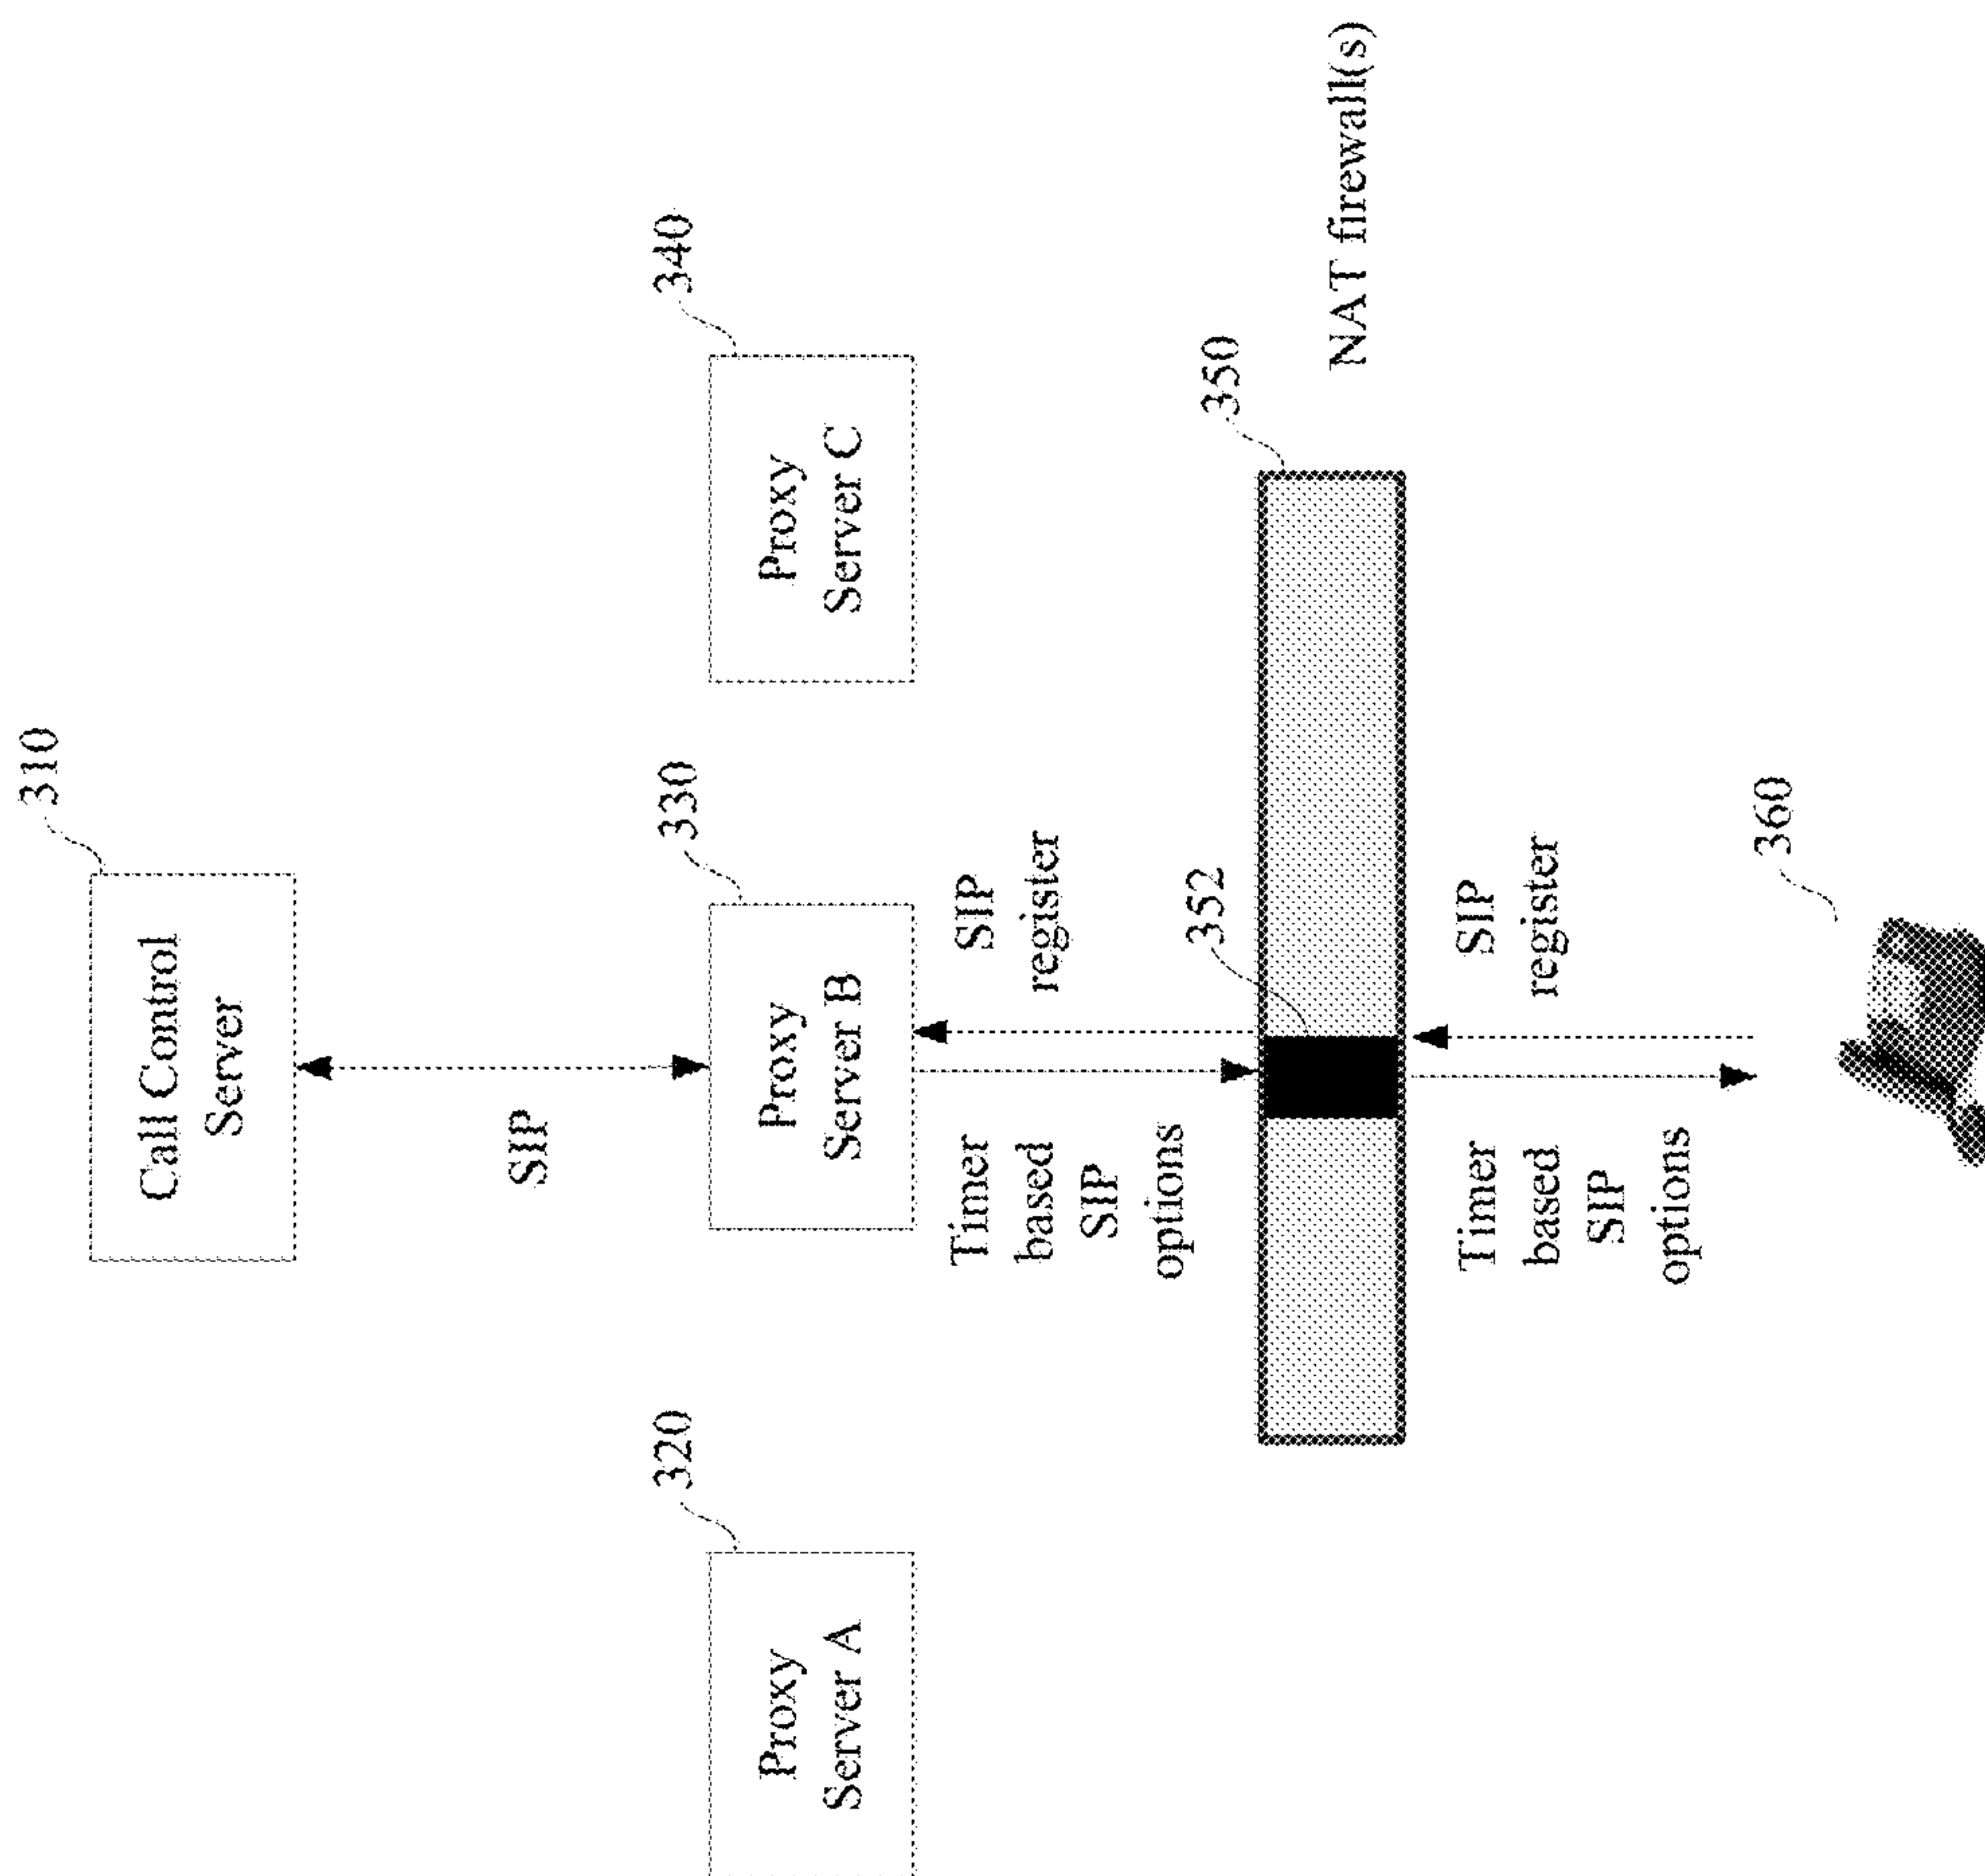 310
Call Control
Server
SIP
320
330
340
Proxy
Server A
Proxy
Server B
Proxy
Server C
Timer
based
SIP
options
SIP
register
352
350
NAT firewall(s)
Timer
based
SIP
options
SIP
register
360